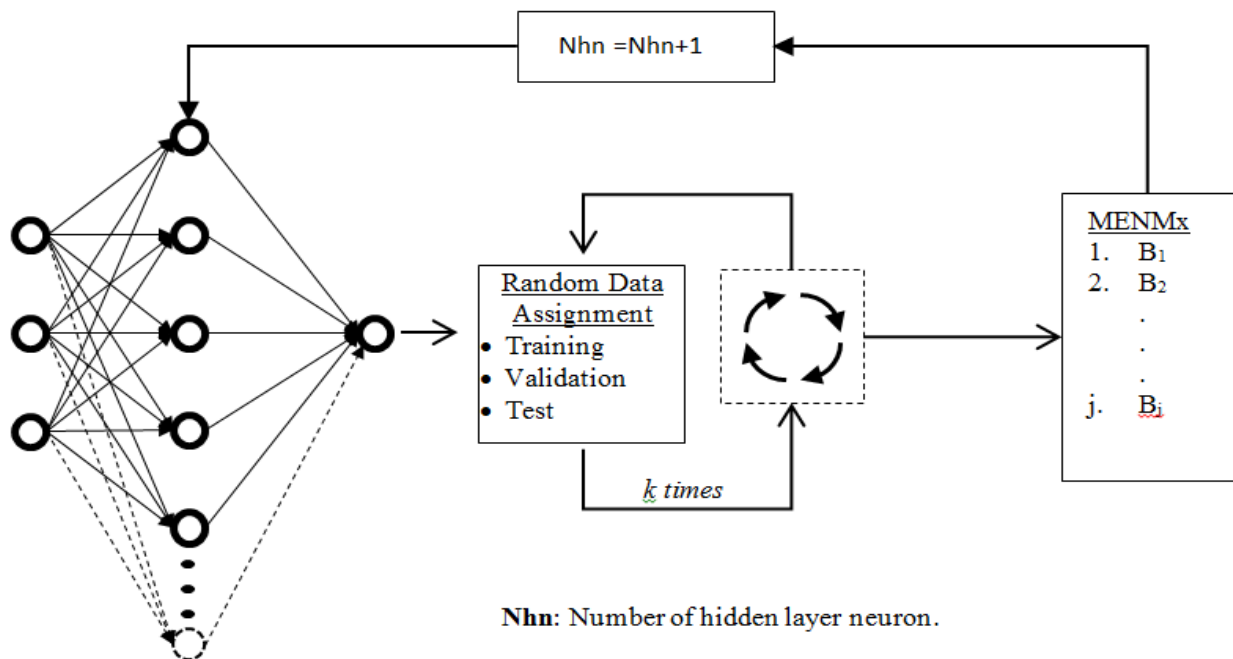 Nhn =Nhn+1
Random Data
Assignment
• Training
• Validation
• Test
k times
MENMx
1. B₁
2. B₂
.
.
.
j. Bⱼ
Nhn: Number of hidden layer neuron.